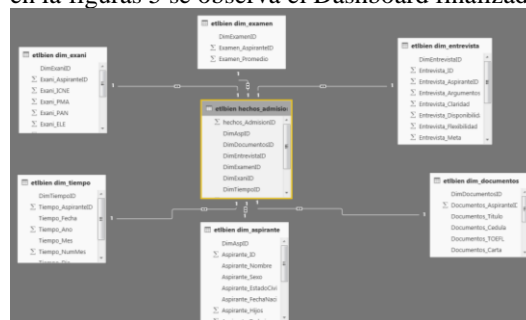 en la figuras 5 se observa el Dashboard finalizad
etlbien dim_examen
DimExamenID
Σ Examen_AspiranteID
Σ Examen_Promedio
etlbien dim_exani
DimExaniID
Σ Exani_AspiranteID
Σ Exani_ICNE
Σ Exani_PMA
Σ Exani_PAN
Σ Exani_ELE
etlbien dim_entrevista
DimEntrevistaID
Σ Entrevista_ID
Σ Entrevista_AspiranteID
Σ Entrevista_Argumentos
Σ Entrevista_Claridad
Σ Entrevista_Disponibilid
Σ Entrevista_Flexibilidad
Σ Entrevista_Meta
etlbien hechos_admision
Σ hechos_AdmisionID
DimAspID
DimDocumentosID
DimEntrevistaID
DimExamenID
DimExaniID
DimTiempoID
etlbien dim_tiempo
DimTiempoID
Σ Tiempo_AspiranteID
Tiempo_Fecha
Σ Tiempo_Ano
Tiempo_Mes
Σ Tiempo_NumMes
etlbien dim_documentos
DimDocumentosID
Σ Documentos_AspiranteI
Documentos_Titulo
Documentos_Cedula
Documentos_TOEFL
Documentos_Carta
etlbien dim_aspirante
DimAspID
Σ Aspirante_ID
Aspirante_Nombre
Aspirante_Sexo
Aspirante_EstadoCivi
Aspirante_FechaNaci
Σ Aspirante_Hijos